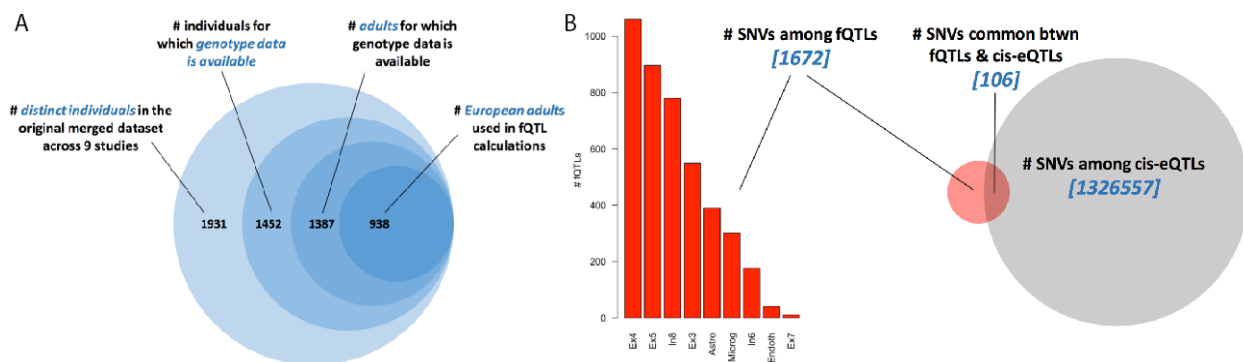 A
# individuals for
which genotype data
is available
# adults for which
genotype data is
available
# distinct individuals in the
original merged dataset
across 9 studies
# European adults
used in fQTL
calculations
1931
1452
1387
938
B
# fQTLs
1000
800
600
400
200
0
Ex4
Ex5
In8
Ex3
Astro
Microg
In6
Endoth
Ex7
# SNVs among fQTLs
[1672]
# SNVs common btwn
fQTLs & cis-eQTLs
[106]
# SNVs among cis-eQTLs
[1326557]